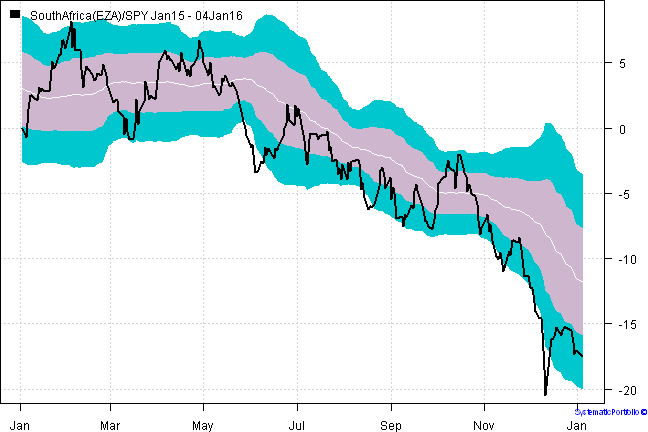 SouthAfrica(EZA)/SPY Jan15 - 04Jan16
5
0
-5
-10
-15
-20
SystematicPortfolio ©
Jan Mar May Jul Sep Nov Jan